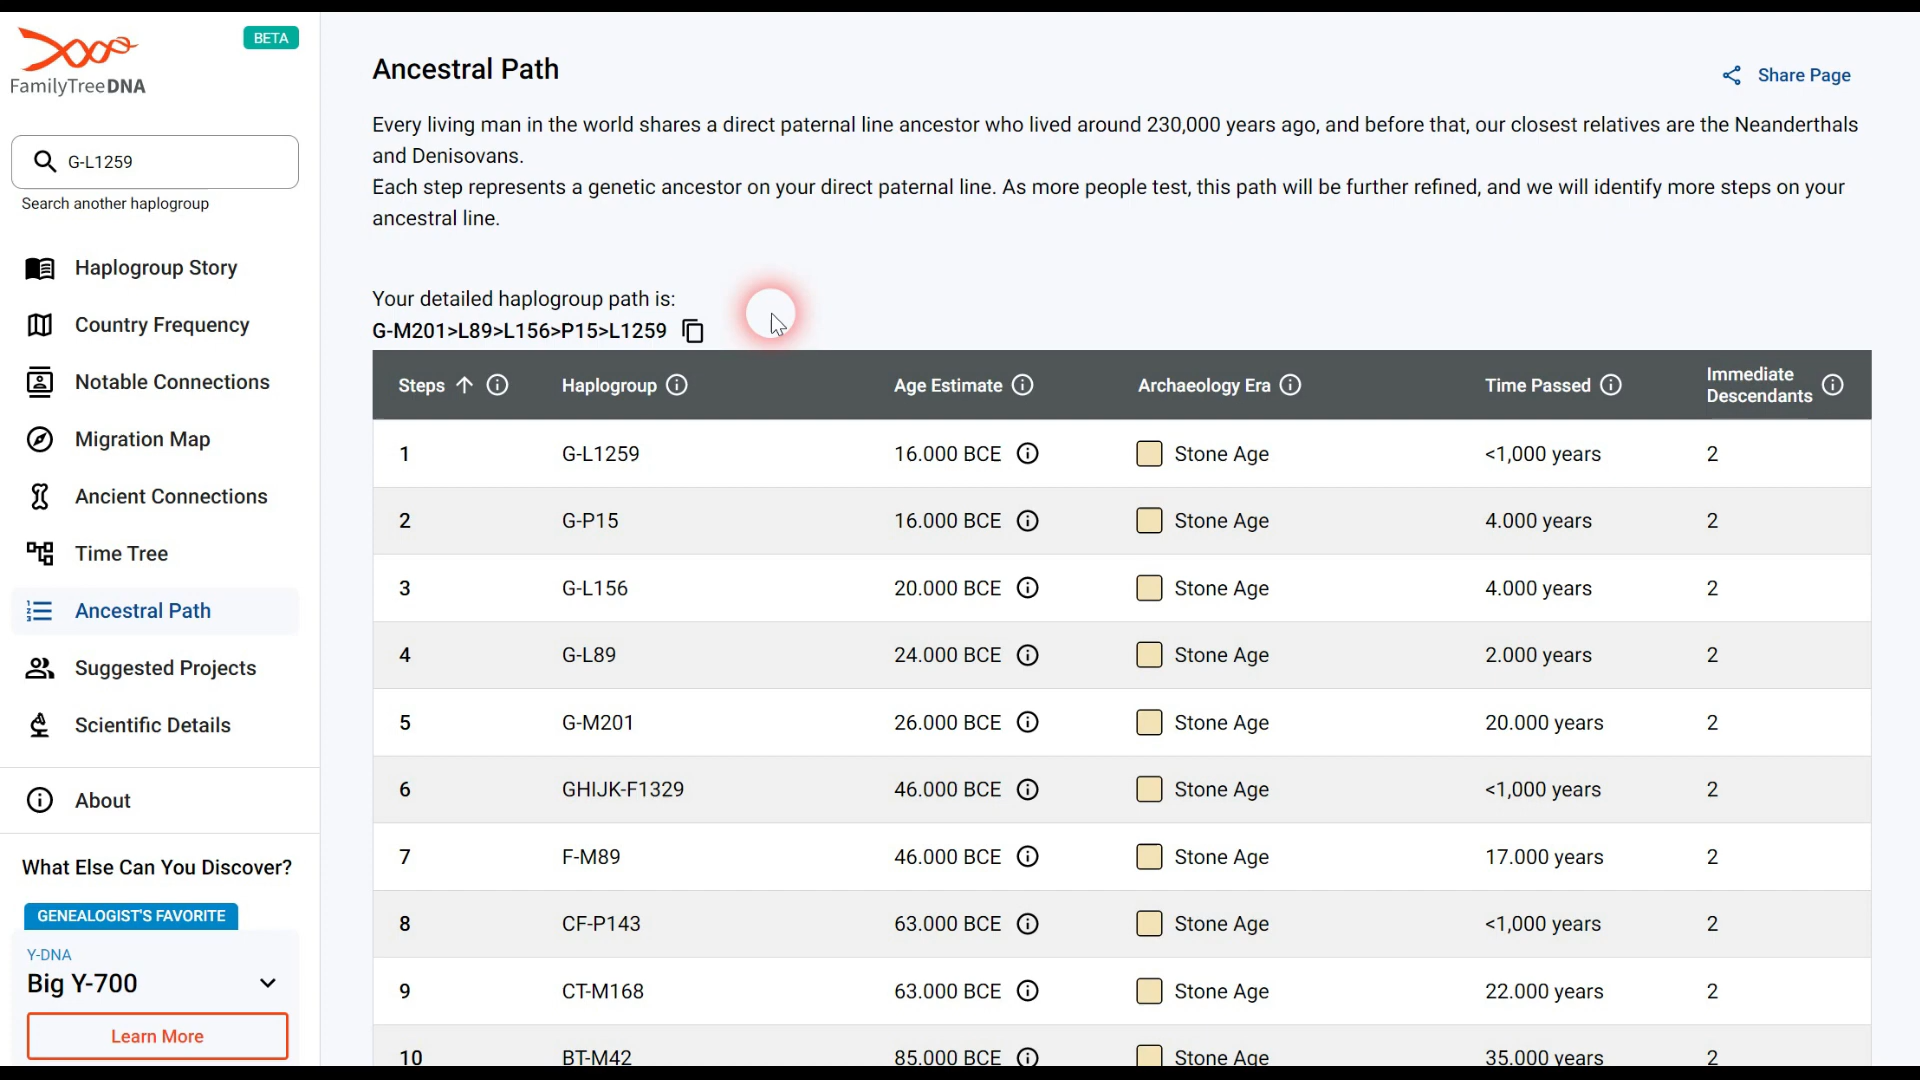 FamilyTreeDNA
BETA
G-L1259
Search another haplogroup
Haplogroup Story
Country Frequency
Notable Connections
Migration Map
Ancient Connections
Time Tree
Ancestral Path
Suggested Projects
Scientific Details
About
What Else Can You Discover?
GENEALOGIST'S FAVORITE
Y-DNA
Big Y-700
Learn More
Ancestral Path
Share Page
Every living man in the world shares a direct paternal line ancestor who lived around 230,000 years ago, and before that, our closest relatives are the Neanderthals
and Denisovans.
Each step represents a genetic ancestor on your direct paternal line. As more people test, this path will be further refined, and we will identify more steps on your
ancestral line.
Your detailed haplogroup path is:
G-M201>L89>L156>P15>L1259
Steps Haplogroup Age Estimate Archaeology Era Time Passed Immediate Descendants
1 G-L1259 16.000 BCE Stone Age <1,000 years 2
2 G-P15 16.000 BCE Stone Age 4.000 years 2
3 G-L156 20.000 BCE Stone Age 4.000 years 2
4 G-L89 24.000 BCE Stone Age 2.000 years 2
5 G-M201 26.000 BCE Stone Age 20.000 years 2
6 GHIJK-F1329 46.000 BCE Stone Age <1,000 years 2
7 F-M89 46.000 BCE Stone Age 17.000 years 2
8 CF-P143 63.000 BCE Stone Age <1,000 years 2
9 CT-M168 63.000 BCE Stone Age 22.000 years 2
10 BT-M42 85.000 BCE Stone Age 35.000 years 2